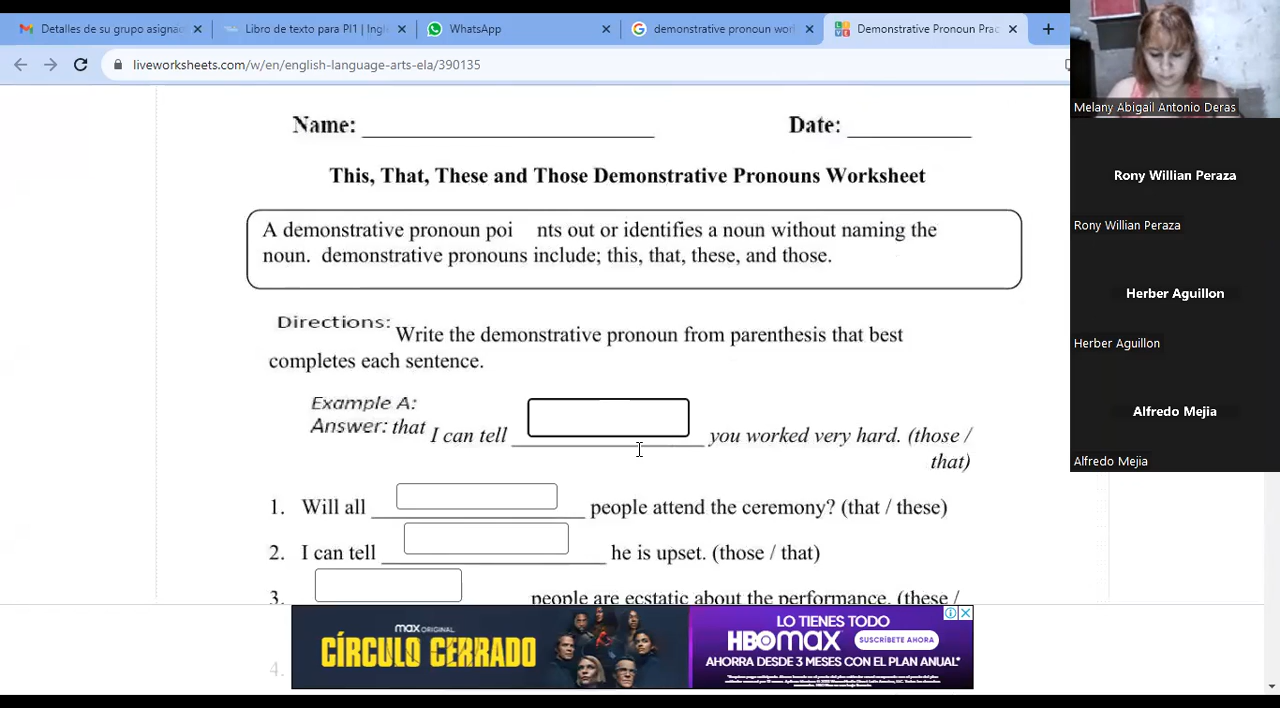 Detalles de su grupo asigna
Libro de texto para PI1 | Ingl
WhatsApp
demonstrative pronoun wor
Demonstrative Pronoun Prac
liveworksheets.com/w/en/english-language-arts-ela/390135
Name:
Date:
This, That, These and Those Demonstrative Pronouns Worksheet
A demonstrative pronoun poi nts out or identifies a noun without naming the
noun. demonstrative pronouns include; this, that, these, and those.
Directions: Write the demonstrative pronoun from parenthesis that best
completes each sentence.
Example A:
Answer: that I can tell you worked very hard. (those /
that)
1. Will all people attend the ceremony? (that / these)
2. I can tell he is upset. (those / that)
3. people are ecstatic about the performance. (these /
4.
max ORIGINAL
CÍRCULO CERRADO
LO TIENES TODO
HBOmax
SUSCRÍBETE AHORA
AHORA DESDE 3 MESES CON EL PLAN ANUAL*
Melany Abigail Antonio Deras
Rony Willian Peraza
Rony Willian Peraza
Herber Aguillon
Herber Aguillon
Alfredo Mejia
Alfredo Mejia